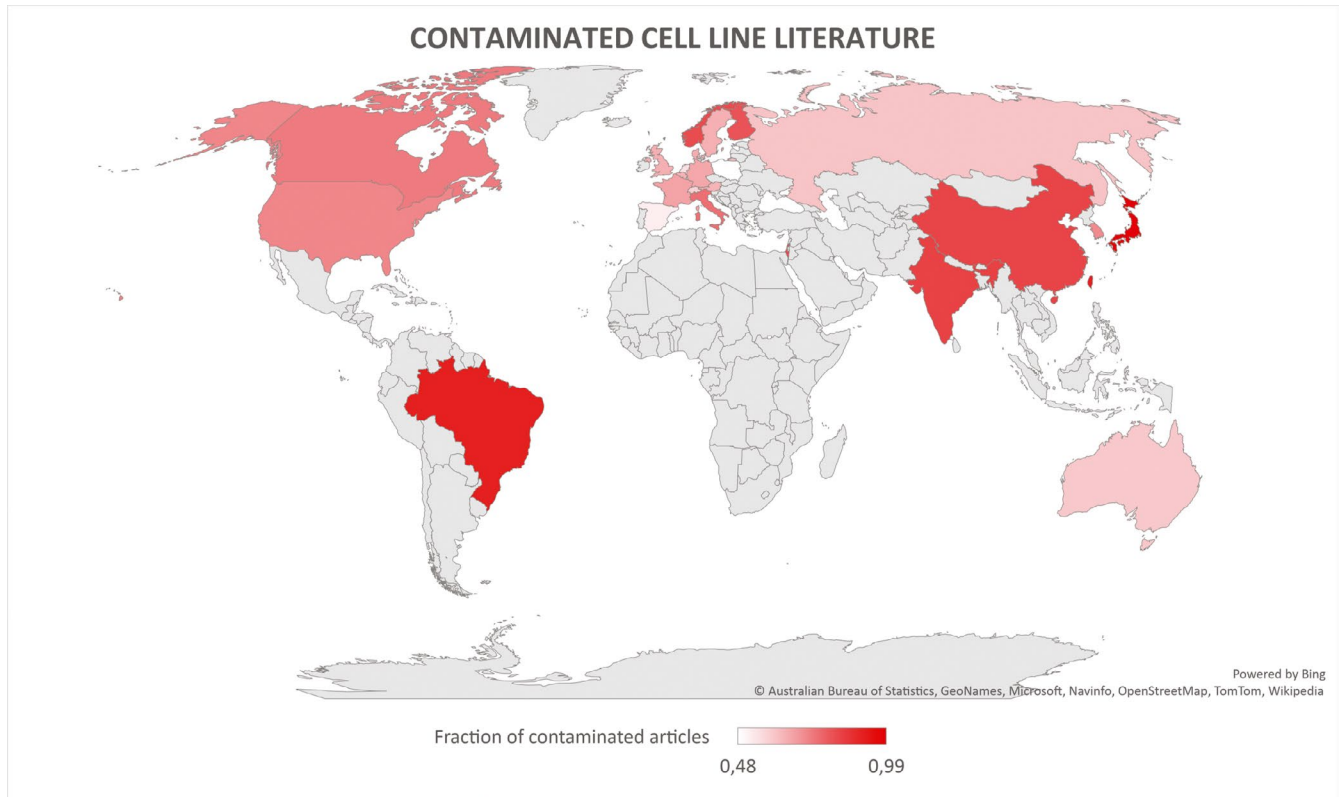 CONTAMINATED CELL LINE LITERATURE
Powered by Bing
© Australian Bureau of Statistics, GeoNames, Microsoft, Navinfo, OpenStreetMap, TomTom, Wikipedia
Fraction of contaminated articles
0,48 0,99